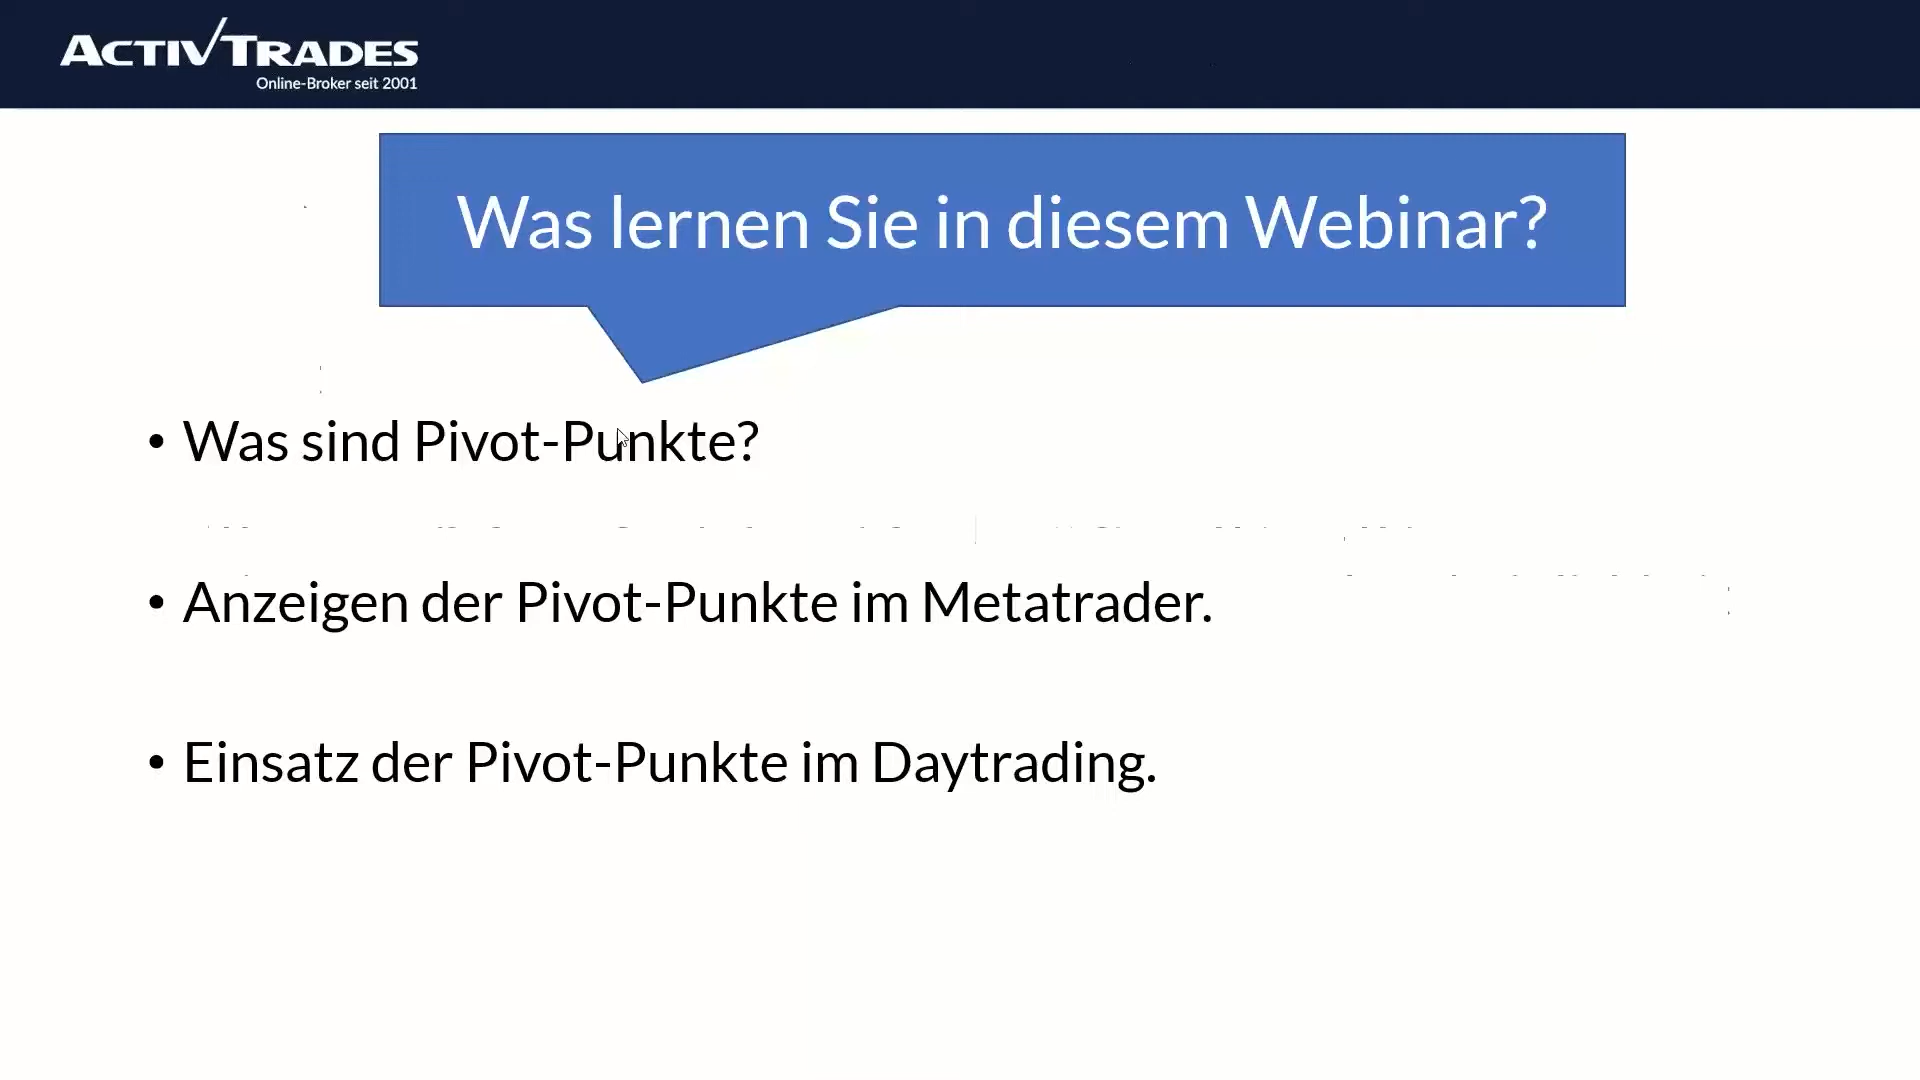 ACTIVTRADES
Online-Broker seit 2001
Was lernen Sie in diesem Webinar?
• Was sind Pivot-Punkte?
• Anzeigen der Pivot-Punkte im Metatrader.
• Einsatz der Pivot-Punkte im Daytrading.